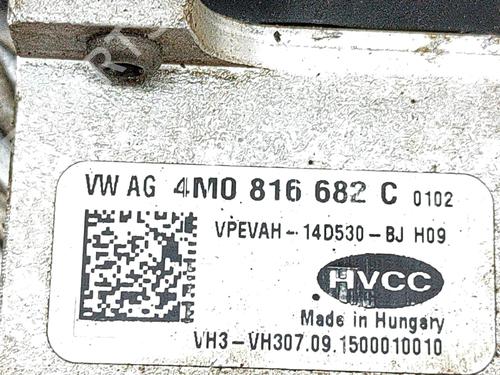 VW AG 4M0 816 682 C 0102
VPEVAH-14D530-BJ H09
HVCC
Made in Hungary
VH3-VH307.09.1500010010